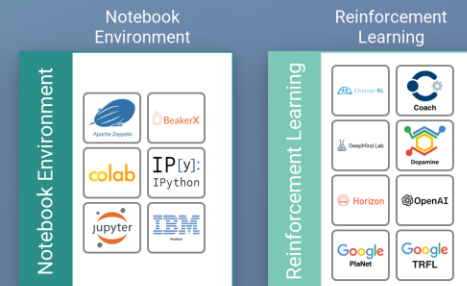 Notebook
Environment
Notebook Environment
Apache Zeppelin
BeakerX
colab
IP[y]:
IPython
jupyter
IBM
Reinforcement
Learning
Reinforcement Learning
Chainer RL
Coach
DeepMind Lab
Dopamine
Horizon
OpenAI
Google
PlaNet
Google
TRFL